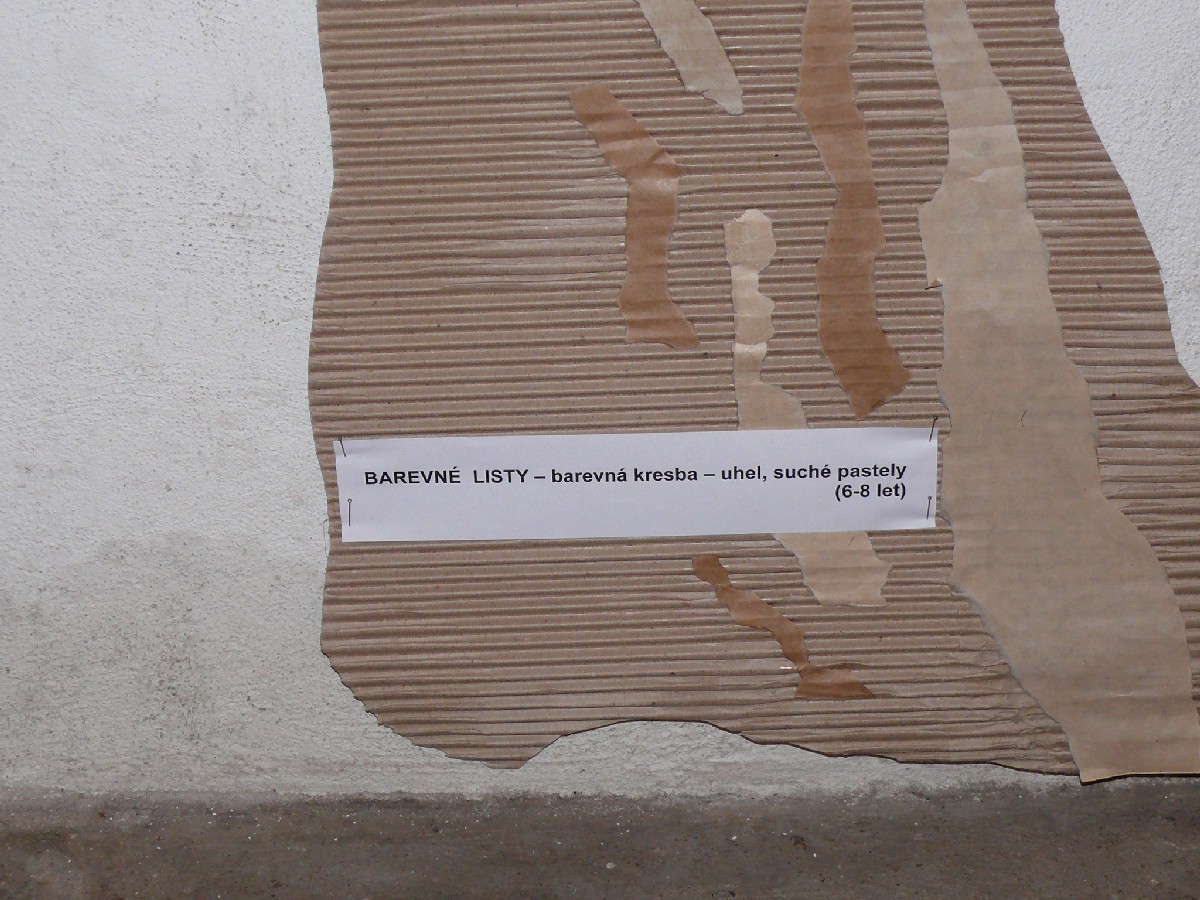 BAREVNÉ LISTY – barevná kresba – uhel, suché pastely
(6-8 let)